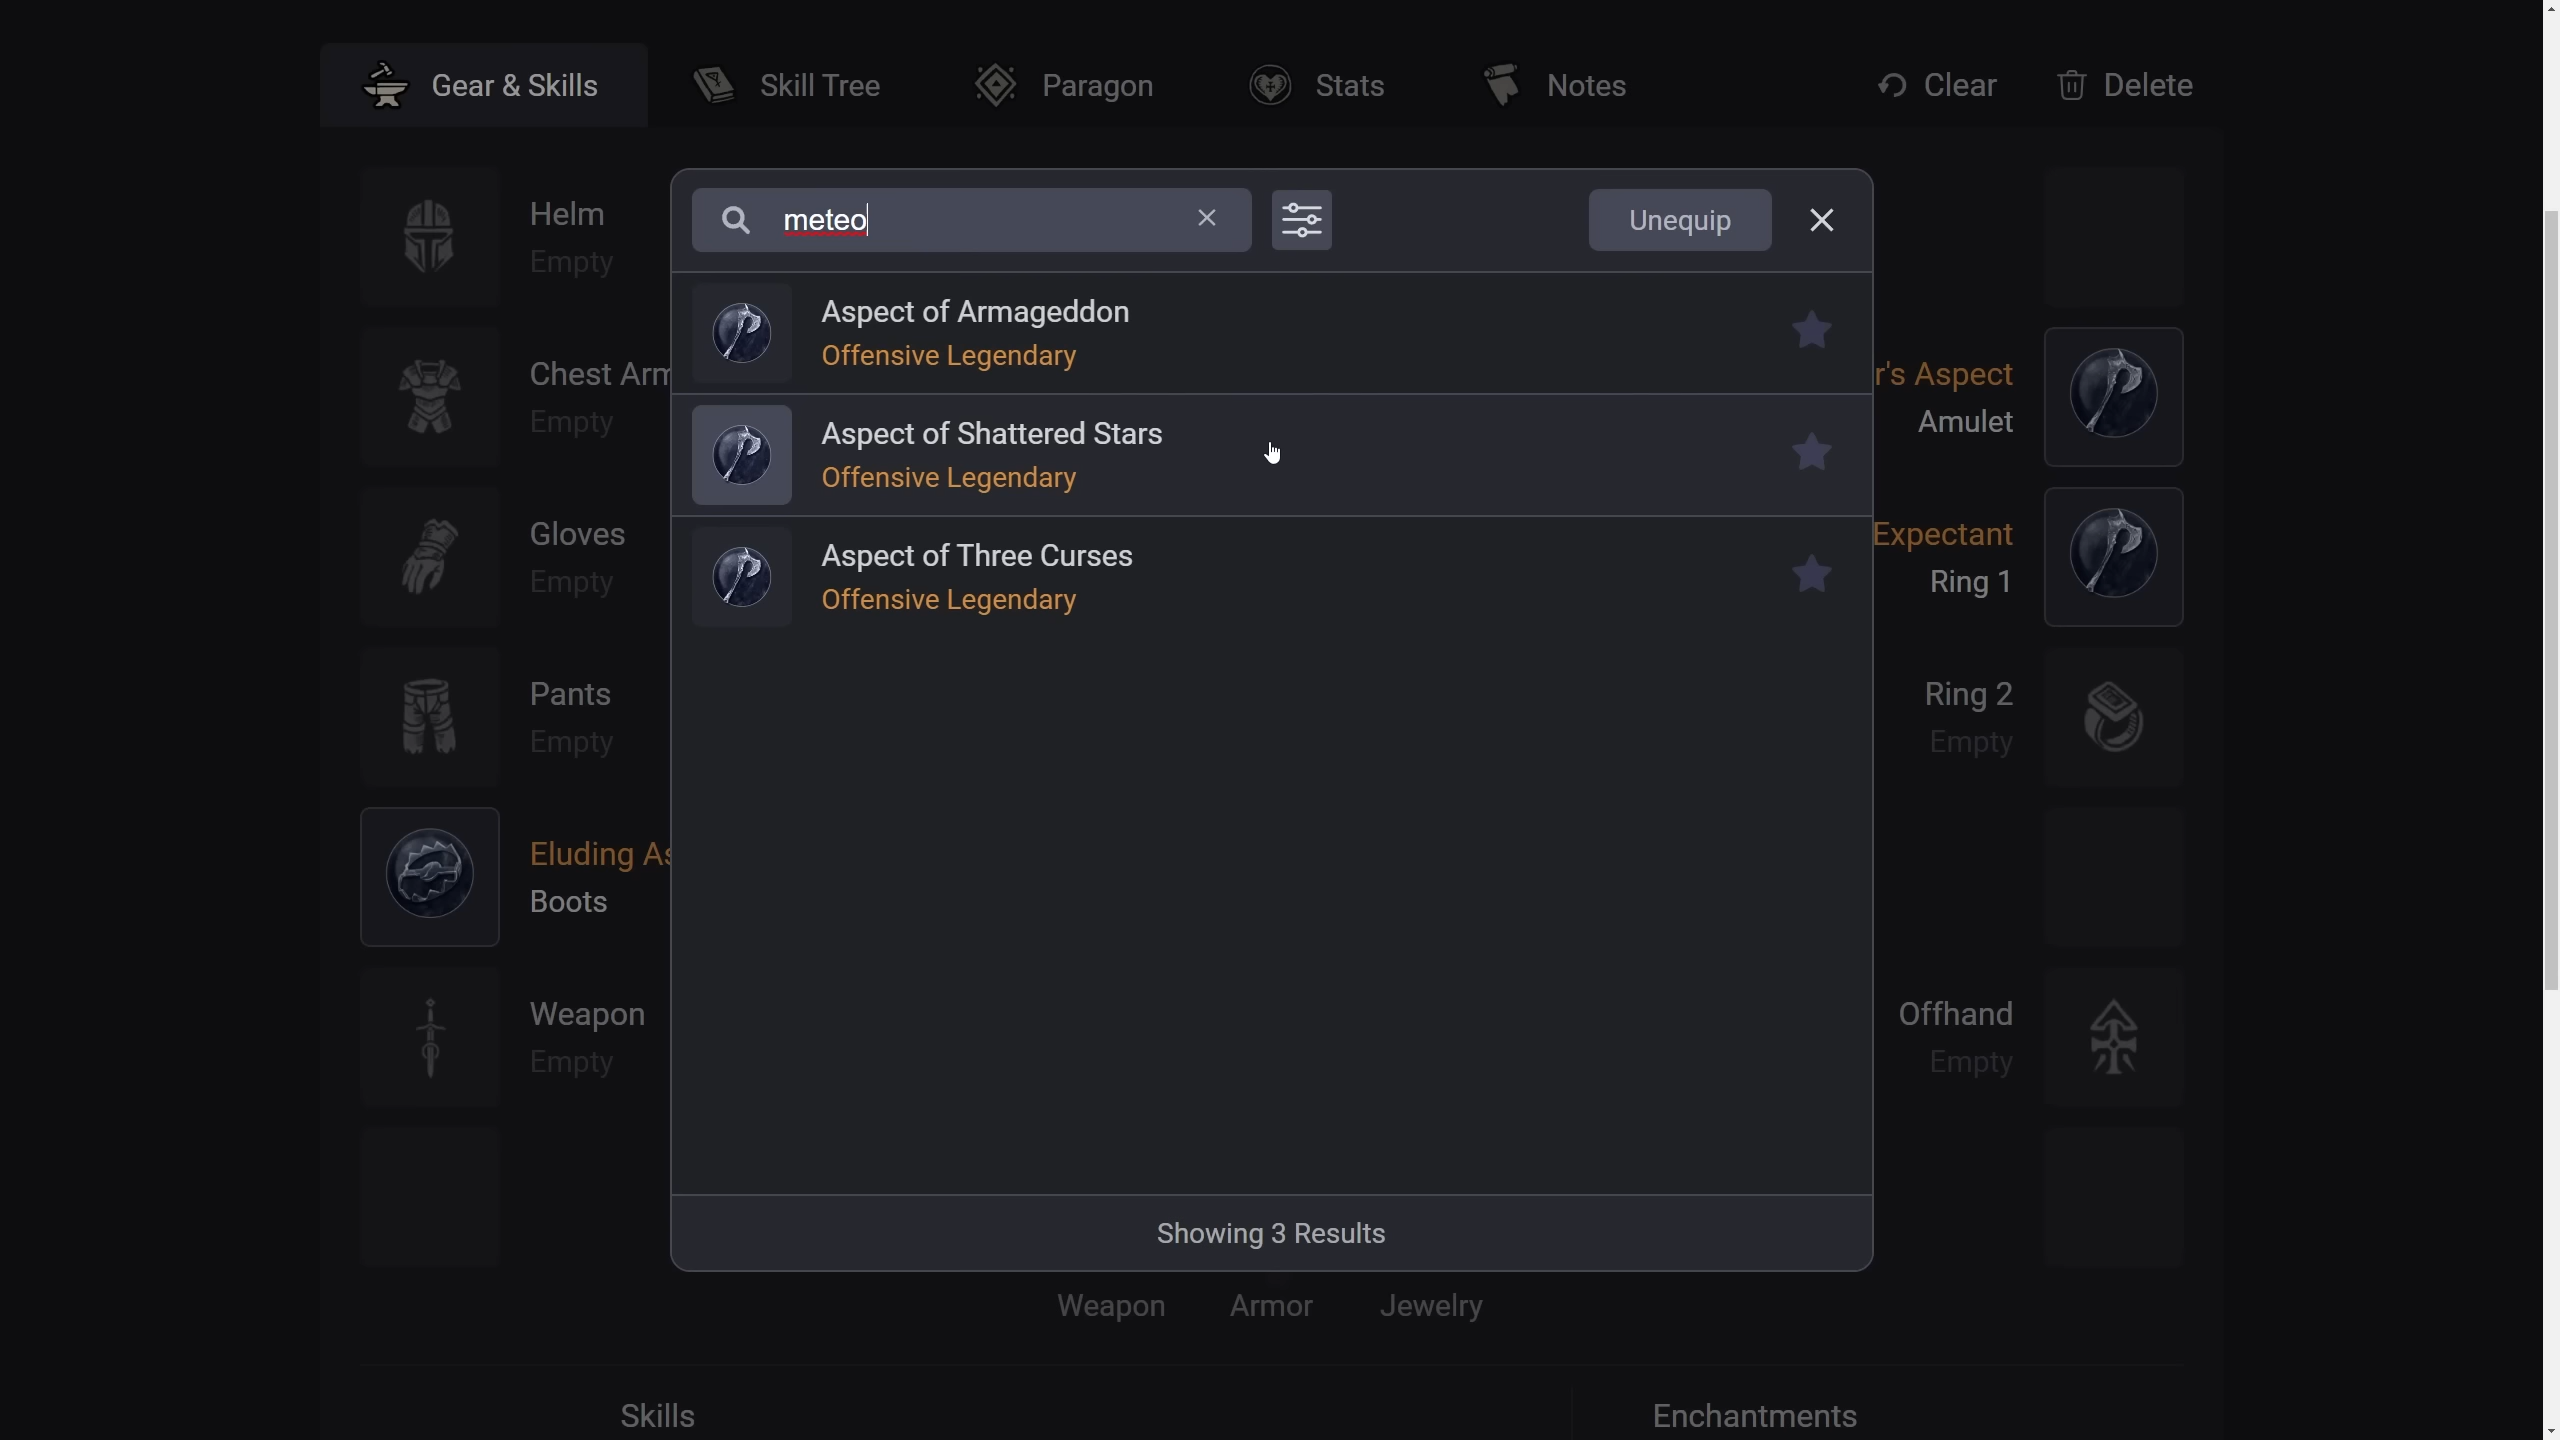 Gear & Skills
Skill Tree
Paragon
Stats
Notes
Clear
Delete
meteo
Unequip
Aspect of Armageddon
Offensive Legendary
Aspect of Shattered Stars
Offensive Legendary
Aspect of Three Curses
Offensive Legendary
Showing 3 Results
Helm
Empty
Chest Arm
Empty
Gloves
Empty
Pants
Empty
Eluding As
Boots
Weapon
Empty
r's Aspect
Amulet
Expectant
Ring 1
Ring 2
Empty
Offhand
Empty
Weapon
Armor
Jewelry
Skills
Enchantments